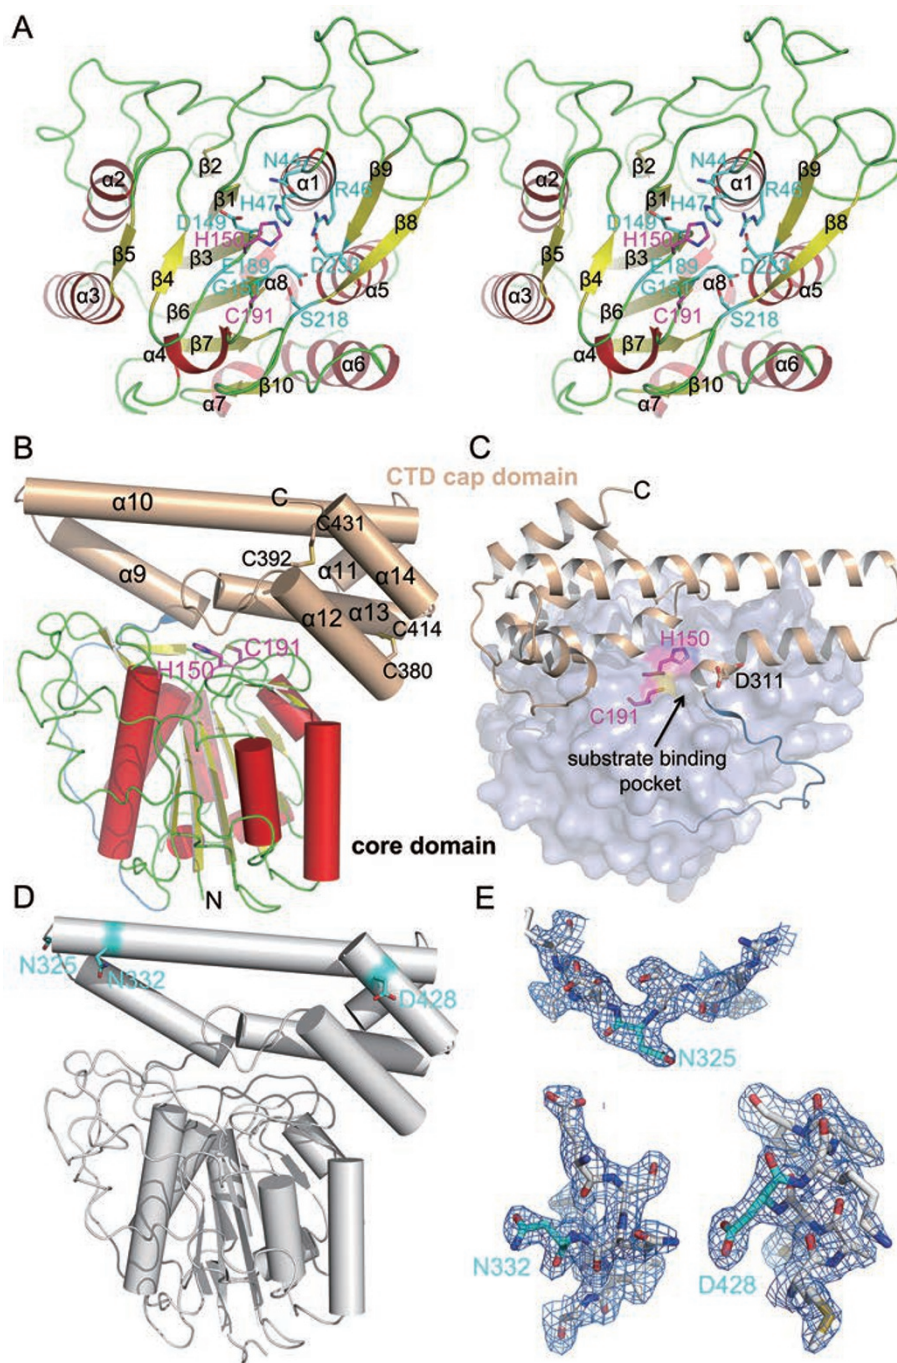 A
β2
N44
β9
α2
α1
β1
H47
R46
D149
β8
H150
β5
β3
E189
D233
β4
α8
α5
α3
β6
C191
S218
β7
α4
β10
α6
α7
β2
N44
β9
α2
α1
β1
H47
R46
D149
β8
H150
β5
β3
E189
D233
β4
α8
α5
α3
β6
C191
S218
β7
α4
β10
α6
α7
B
CTD cap domain
α10
C
C431
C392
α11
α9
α14
α12
α13
C414
C191
H150
C380
core domain
N
C
C
H150
D311
C191
substrate binding
pocket
D
N325
N332
D428
E
N325
N332
D428